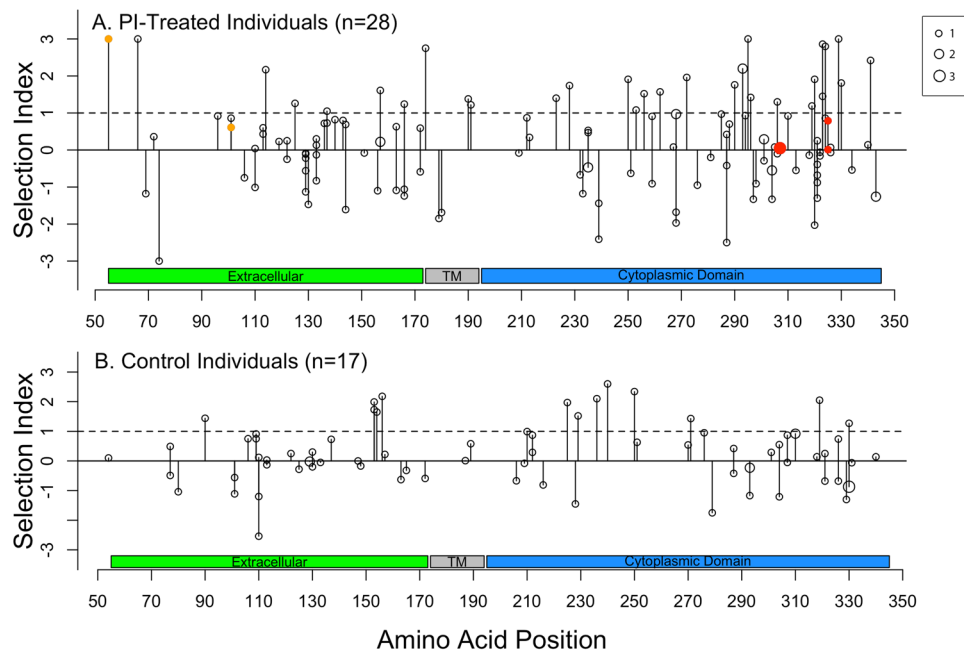 A. PI-Treated Individuals (n=28)
1
2
3
Selection Index
3
2
1
0
-1
-2
-3
Extracellular
TM
Cytoplasmic Domain
50 70 90 110 130 150 170 190 210 230 250 270 290 310 330 350
B. Control Individuals (n=17)
Selection Index
3
2
1
0
-1
-3
Extracellular
TM
Cytoplasmic Domain
50 70 90 110 130 150 170 190 210 230 250 270 290 310 330 350
Amino Acid Position